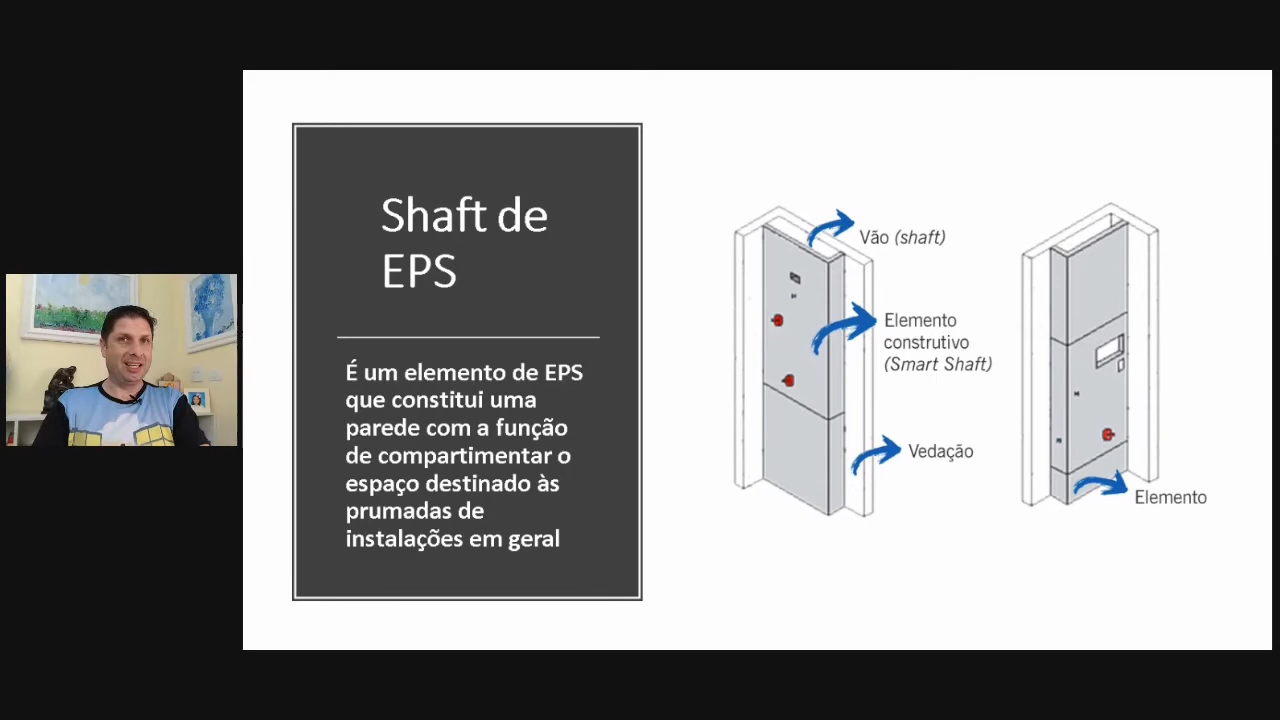 Shaft de
EPS
É um elemento de EPS
que constitui uma
parede com a função
de compartimentar o
espaço destinado às
prumadas de
instalações em geral
Vão (shaft)
Elemento
construtivo
(Smart Shaft)
Vedação
Elemento